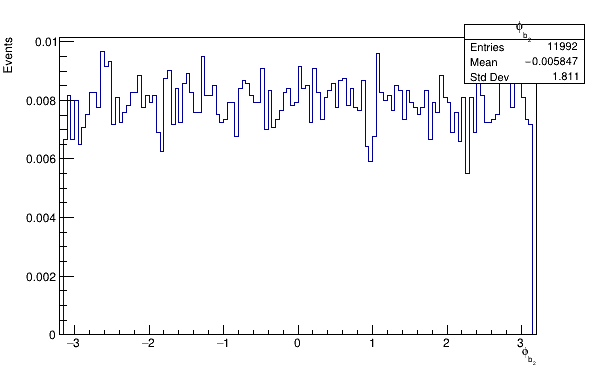 ϕ_b₂
Entries 11992
Mean −0.005847
Std Dev 1.811
Events
0.01
0.008
0.006
0.004
0.002
0
−3 −2 −1 0 1 2 3
ϕ_b₂